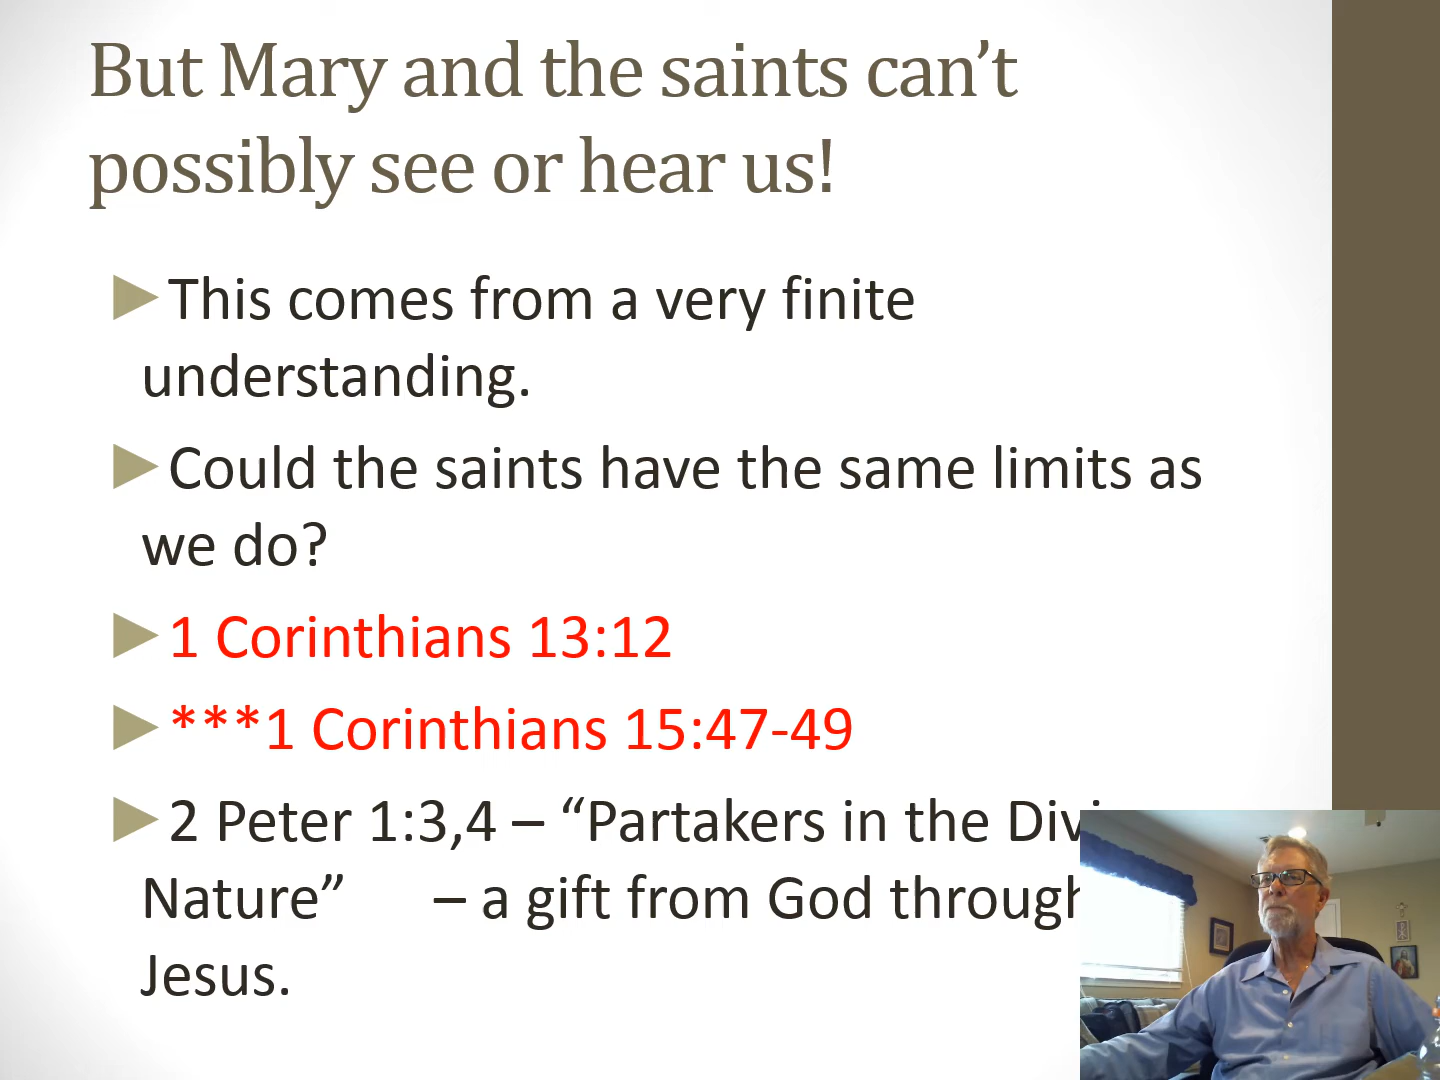 But Mary and the saints can’t
possibly see or hear us!
►This comes from a very finite
understanding.
►Could the saints have the same limits as
we do?
►1 Corinthians 13:12
►***1 Corinthians 15:47-49
►2 Peter 1:3,4 – “Partakers in the
Nature” – a gift from God through
Jesus.